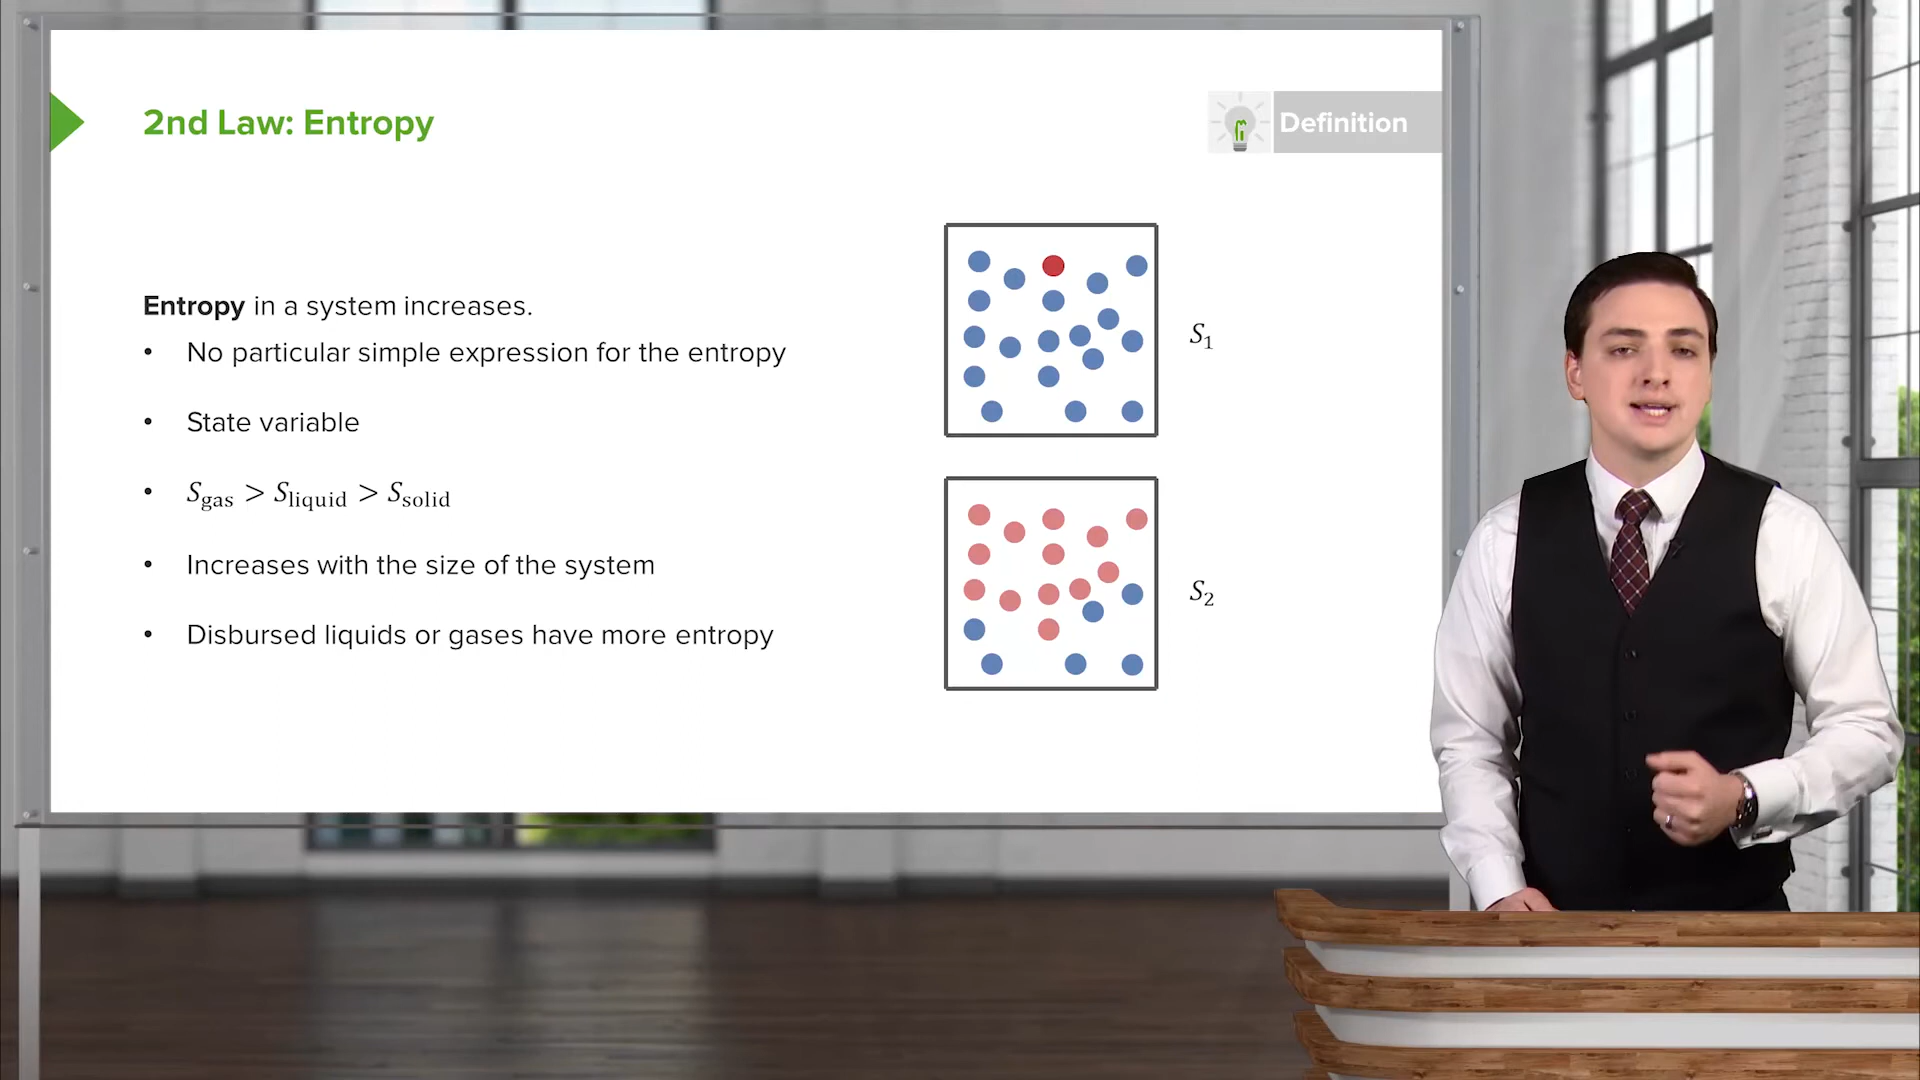 2nd Law: Entropy
Definition
Entropy in a system increases.
• No particular simple expression for the entropy
• State variable
• S_gas > S_liquid > S_solid
• Increases with the size of the system
• Disbursed liquids or gases have more entropy
S_1
S_2